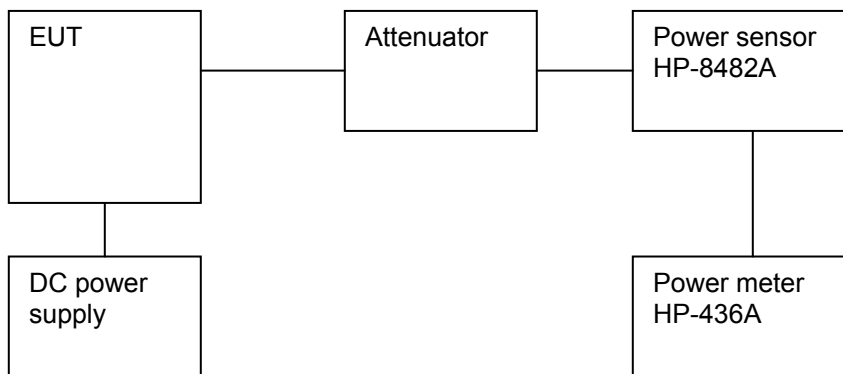 EUT
Attenuator
Power sensor
HP-8482A
DC power
supply
Power meter
HP-436A